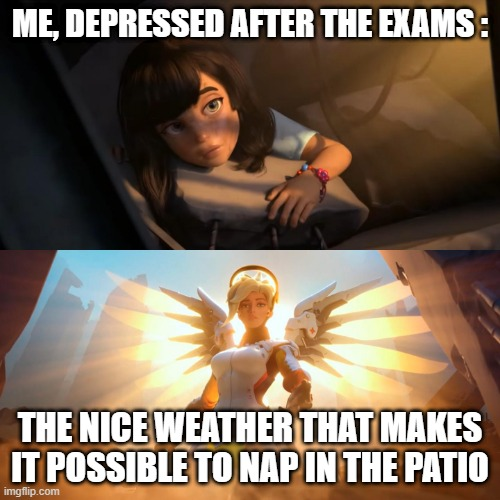 ME, DEPRESSED AFTER THE EXAMS :
THE NICE WEATHER THAT MAKES
IT POSSIBLE TO NAP IN THE PATIO
imgflip.com